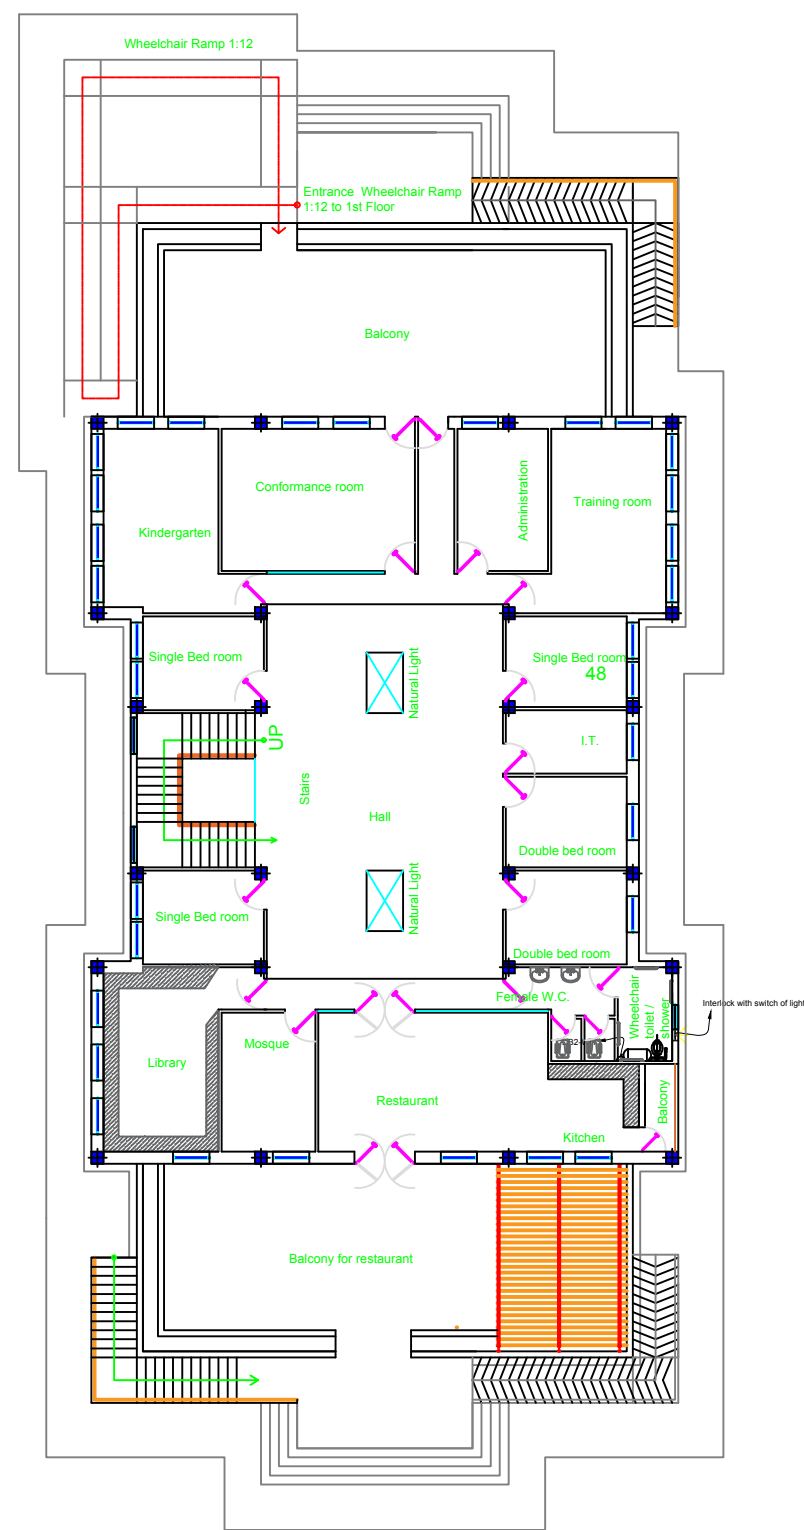 Wheelchair Ramp 1:12
Entrance Wheelchair Ramp
1:12 to 1st Floor
Balcony
Conformance room
Administration
Training room
Kindergarten
Single Bed room
Natural Light
Single Bed room
48
UP
I.T.
Stairs
Hall
Double bed room
Natural Light
Single Bed room
Double bed room
Female W.C.
Wheelchair
toilet /
shower
Interlock with switch of light
Mosque
Library
Restaurant
Balcony
Kitchen
Balcony for restaurant